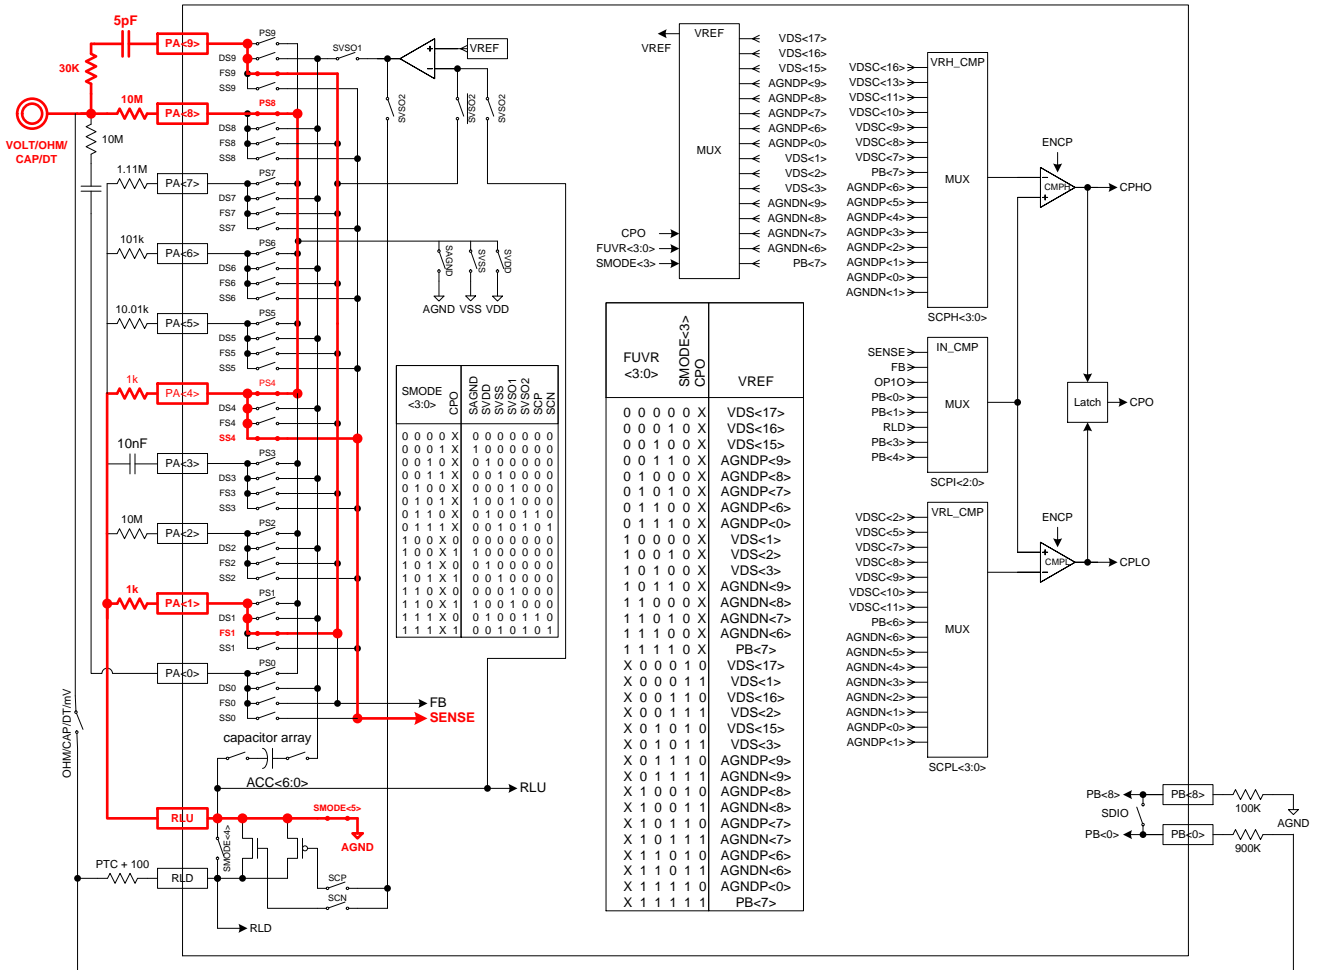 5pF
30K
10M
VOLT/OHM/
CAP/DT
10M
1.11M
101k
10.01k
1k
10nF
10M
1k
OHM/CAP/DT/mV
PTC + 100
PA<9>
PA<8>
PA<7>
PA<6>
PA<5>
PA<4>
PA<3>
PA<2>
PA<1>
PA<0>
RLU
RLD
PS9
DS9
FS9
SS9
PS8
DS8
FS8
SS8
PS7
DS7
FS7
SS7
PS6
DS6
FS6
SS6
PS5
DS5
FS5
SS5
PS4
DS4
FS4
SS4
PS3
DS3
FS3
SS3
PS2
DS2
FS2
SS2
PS1
DS1
FS1
SS1
PS0
DS0
FS0
SS0
SVSO1
VREF
SVSO2
SVSO2
SVSO2
SAGND
SVSS
SVDD
AGND VSS VDD
SMODE <3:0> CPO SAGND SVDD SVSS SVSO1 SVSO2 SCP SCN
0 0 0 0 X 0 0 0 0 0 0 0
0 0 0 1 X 1 0 0 0 0 0 0
0 0 1 0 X 0 1 0 0 0 0 0
0 0 1 1 X 0 0 1 0 0 0 0
0 1 0 0 X 0 0 0 1 0 0 0
0 1 0 1 X 1 0 0 0 1 0 0
0 1 1 0 X 0 1 0 0 1 1 0
0 1 1 1 X 0 0 1 0 1 0 1
1 0 0 X 0 1 0 0 0 0 0 0
1 0 0 X 1 0 0 0 0 0 0 0
1 0 1 X 0 0 1 0 0 0 0 0
1 0 1 X 1 0 0 1 0 0 0 0
1 1 0 X 0 1 0 0 0 0 0 0
1 1 0 X 1 0 0 0 1 0 0 0
1 1 1 X 0 0 1 0 0 1 1 0
1 1 1 X 1 0 0 1 0 1 0 1
FB
SENSE
capacitor array
ACC<6:0>
RLU
SMODE<5>
AGND
SMODE<4>
SCP
SCN
RLD
VREF
VREF
MUX
CPO
FUVR<3:0>
SMODE<3>
VDS<17>
VDS<16>
VDS<15>
AGNDP<9>
AGNDP<8>
AGNDP<7>
AGNDP<6>
AGNDP<0>
VDS<1>
VDS<2>
VDS<3>
AGNDN<9>
AGNDN<8>
AGNDN<7>
AGNDN<6>
PB<7>
FUVR <3:0> SMODE<3> CPO VREF
0 0 0 0 0 X VDS<17>
0 0 0 1 0 X VDS<16>
0 0 1 0 0 X VDS<15>
0 0 1 1 0 X AGNDP<9>
0 1 0 0 0 X AGNDP<8>
0 1 0 1 0 X AGNDP<7>
0 1 1 0 0 X AGNDP<6>
0 1 1 1 0 X AGNDP<0>
1 0 0 0 0 X VDS<1>
1 0 0 1 0 X VDS<2>
1 0 1 0 0 X VDS<3>
1 0 1 1 0 X AGNDN<9>
1 1 0 0 0 X AGNDN<8>
1 1 0 1 0 X AGNDN<7>
1 1 1 0 0 X AGNDN<6>
1 1 1 1 0 X PB<7>
X 0 0 0 1 0 VDS<17>
X 0 0 0 1 1 VDS<1>
X 0 0 1 1 0 VDS<16>
X 0 0 1 1 1 VDS<2>
X 0 1 0 1 0 VDS<15>
X 0 1 0 1 1 VDS<3>
X 0 1 1 1 0 AGNDP<9>
X 0 1 1 1 1 AGNDN<9>
X 1 0 0 1 0 AGNDP<8>
X 1 0 0 1 1 AGNDN<8>
X 1 0 1 1 0 AGNDP<7>
X 1 0 1 1 1 AGNDN<7>
X 1 1 0 1 0 AGNDP<6>
X 1 1 0 1 1 AGNDN<6>
X 1 1 1 1 0 AGNDP<0>
X 1 1 1 1 1 PB<7>
VRH_CMP
MUX
VDSC<16>
VDSC<13>
VDSC<11>
VDSC<10>
VDSC<9>
VDSC<8>
VDSC<7>
PB<7>
AGNDP<6>
AGNDP<5>
AGNDP<4>
AGNDP<3>
AGNDP<2>
AGNDP<1>
AGNDP<0>
AGNDN<1>
SCPH<3:0>
IN_CMP
MUX
SENSE
FB
OP1O
PB<0>
PB<1>
RLD
PB<3>
PB<4>
SCPI<2:0>
VRL_CMP
MUX
VDSC<2>
VDSC<5>
VDSC<7>
VDSC<8>
VDSC<9>
VDSC<10>
VDSC<11>
PB<6>
AGNDN<6>
AGNDN<5>
AGNDN<4>
AGNDN<3>
AGNDN<2>
AGNDN<1>
AGNDP<0>
AGNDP<1>
SCPL<3:0>
ENCP
CMPH
CPHO
Latch
CPO
ENCP
CMPL
CPLO
PB<8>
PB<8>
100K
AGND
SDIO
PB<0>
PB<0>
900K